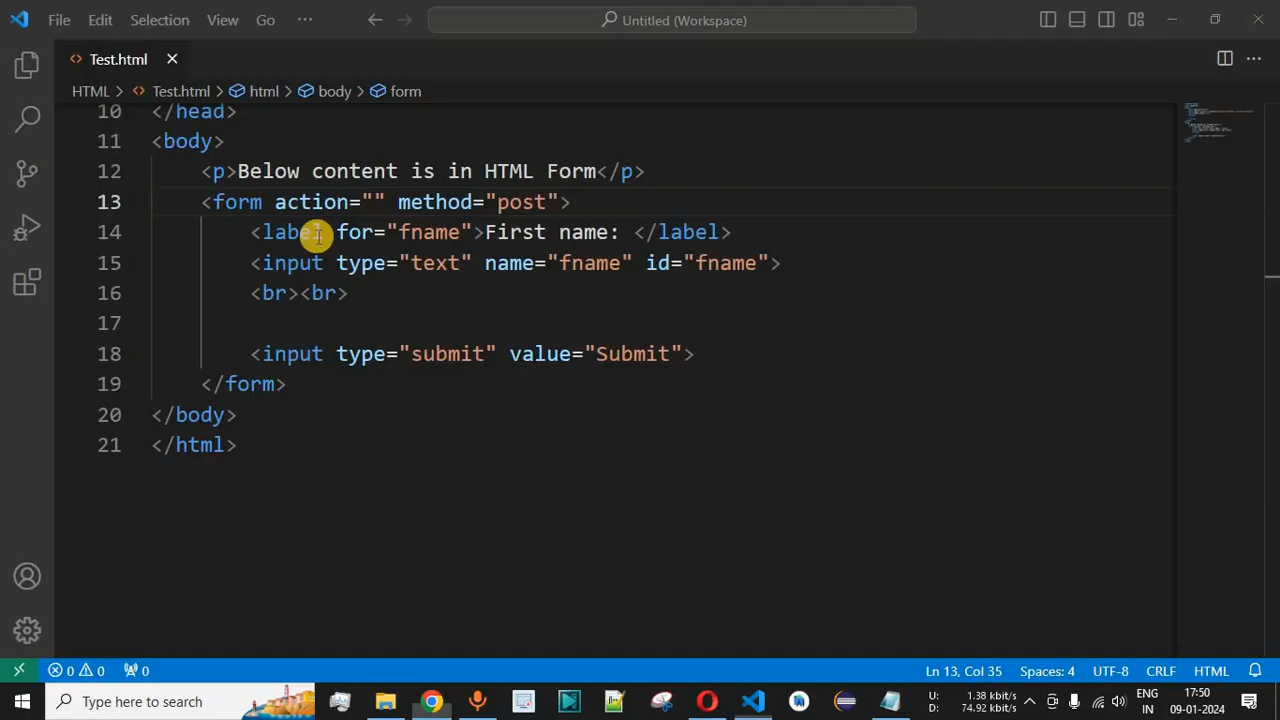 File Edit Selection View Go ··· Untitled (Workspace)
Test.html
HTML > Test.html > html > body > form
10 </head>
11 <body>
12 <p>Below content is in HTML Form</p>
13 <form action="" method="post">
14 <label for="fname">First name: </label>
15 <input type="text" name="fname" id="fname">
16 <br><br>
17
18 <input type="submit" value="Submit">
19 </form>
20 </body>
21 </html>
0 0 0 Ln 13, Col 35 Spaces: 4 UTF-8 CRLF HTML
Type here to search
U: 1.38 kbit/s
D: 74.92 kbit/s
ENG
IN
17:50
09-01-2024